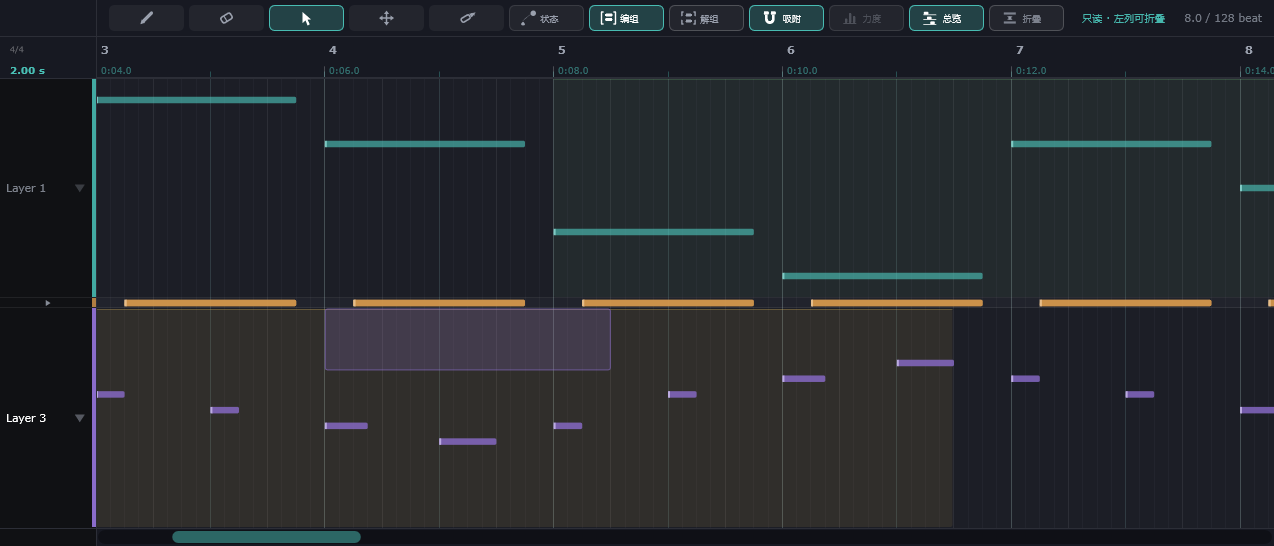 状态 编组 解组 吸附 力度 总览 折叠 只读·左列可折叠 8.0 / 128 beat
4/4 3 4 5 6 7 8
2.00 s 0:04.0 0:06.0 0:08.0 0:10.0 0:12.0 0:14.0
Layer 1
Layer 3